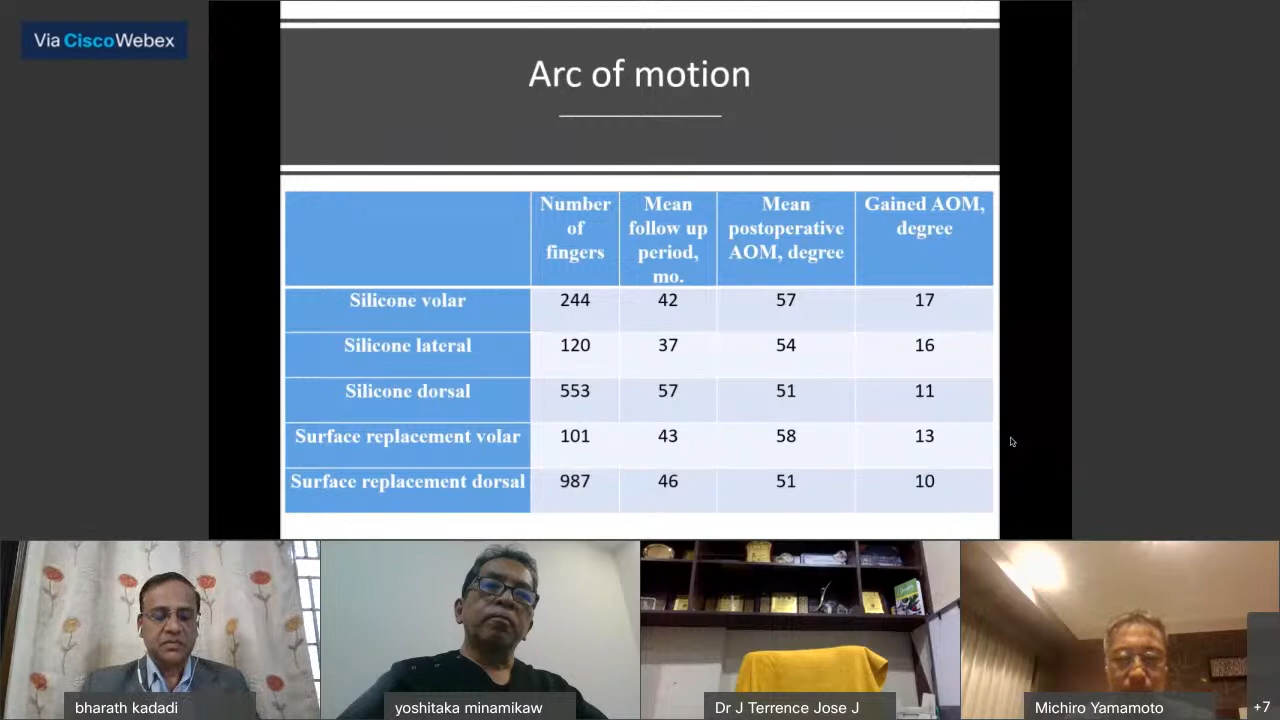 Via CiscoWebex
Arc of motion
Number of fingers
Mean follow up period, mo.
Mean postoperative AOM, degree
Gained AOM, degree
Silicone volar 244 42 57 17
Silicone lateral 120 37 54 16
Silicone dorsal 553 57 51 11
Surface replacement volar 101 43 58 13
Surface replacement dorsal 987 46 51 10
bharath kadadi
yoshitaka minamikaw
Dr J Terrence Jose J
Michiro Yamamoto
+7